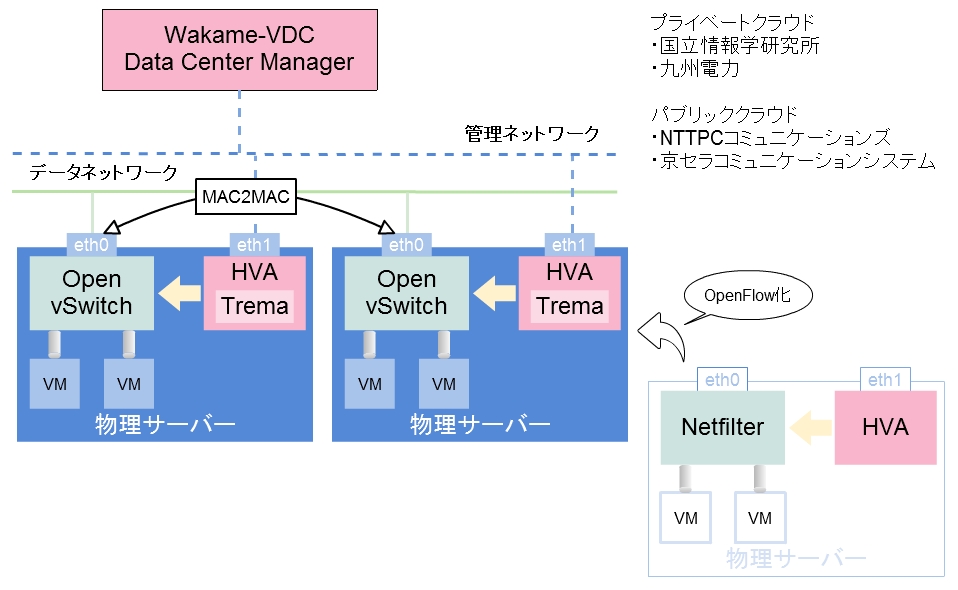 Wakame-VDC
Data Center Manager
プライベートクラウド
・国立情報学研究所
・九州電力
パブリッククラウド
・NTTPCコミュニケーションズ
・京セラコミュニケーションシステム
管理ネットワーク
データネットワーク
MAC2MAC
eth0
eth1
Open
vSwitch
HVA
Trema
VM
VM
物理サーバー
eth0
eth1
Open
vSwitch
HVA
Trema
VM
VM
物理サーバー
OpenFlow化
eth0
eth1
Netfilter
HVA
VM
VM
物理サーバー